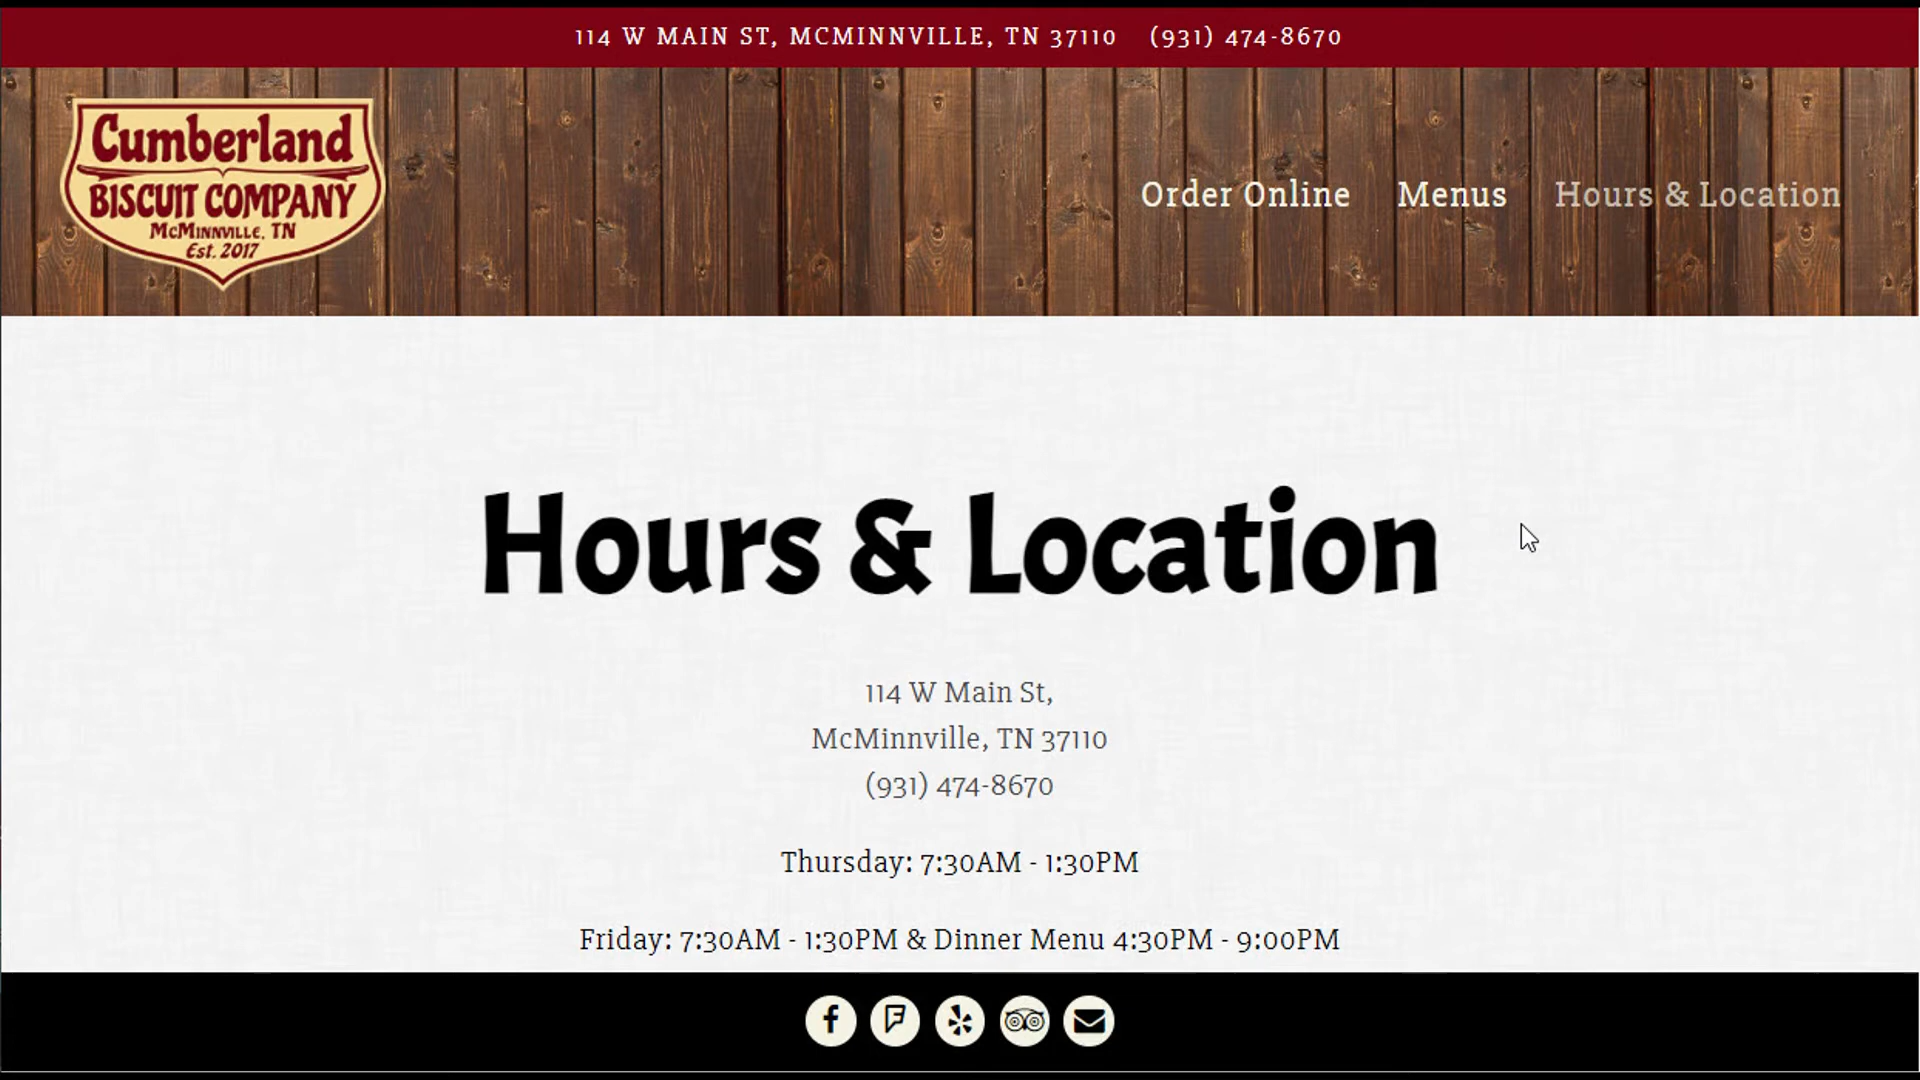 114 W MAIN ST, MCMINNVILLE, TN 37110 (931) 474-8670
Cumberland
BISCUIT COMPANY
McMINNVILLE, TN
Est. 2017
Order Online Menus Hours & Location
Hours & Location
114 W Main St,
McMinnville, TN 37110
(931) 474-8670
Thursday: 7:30AM - 1:30PM
Friday: 7:30AM - 1:30PM & Dinner Menu 4:30PM - 9:00PM